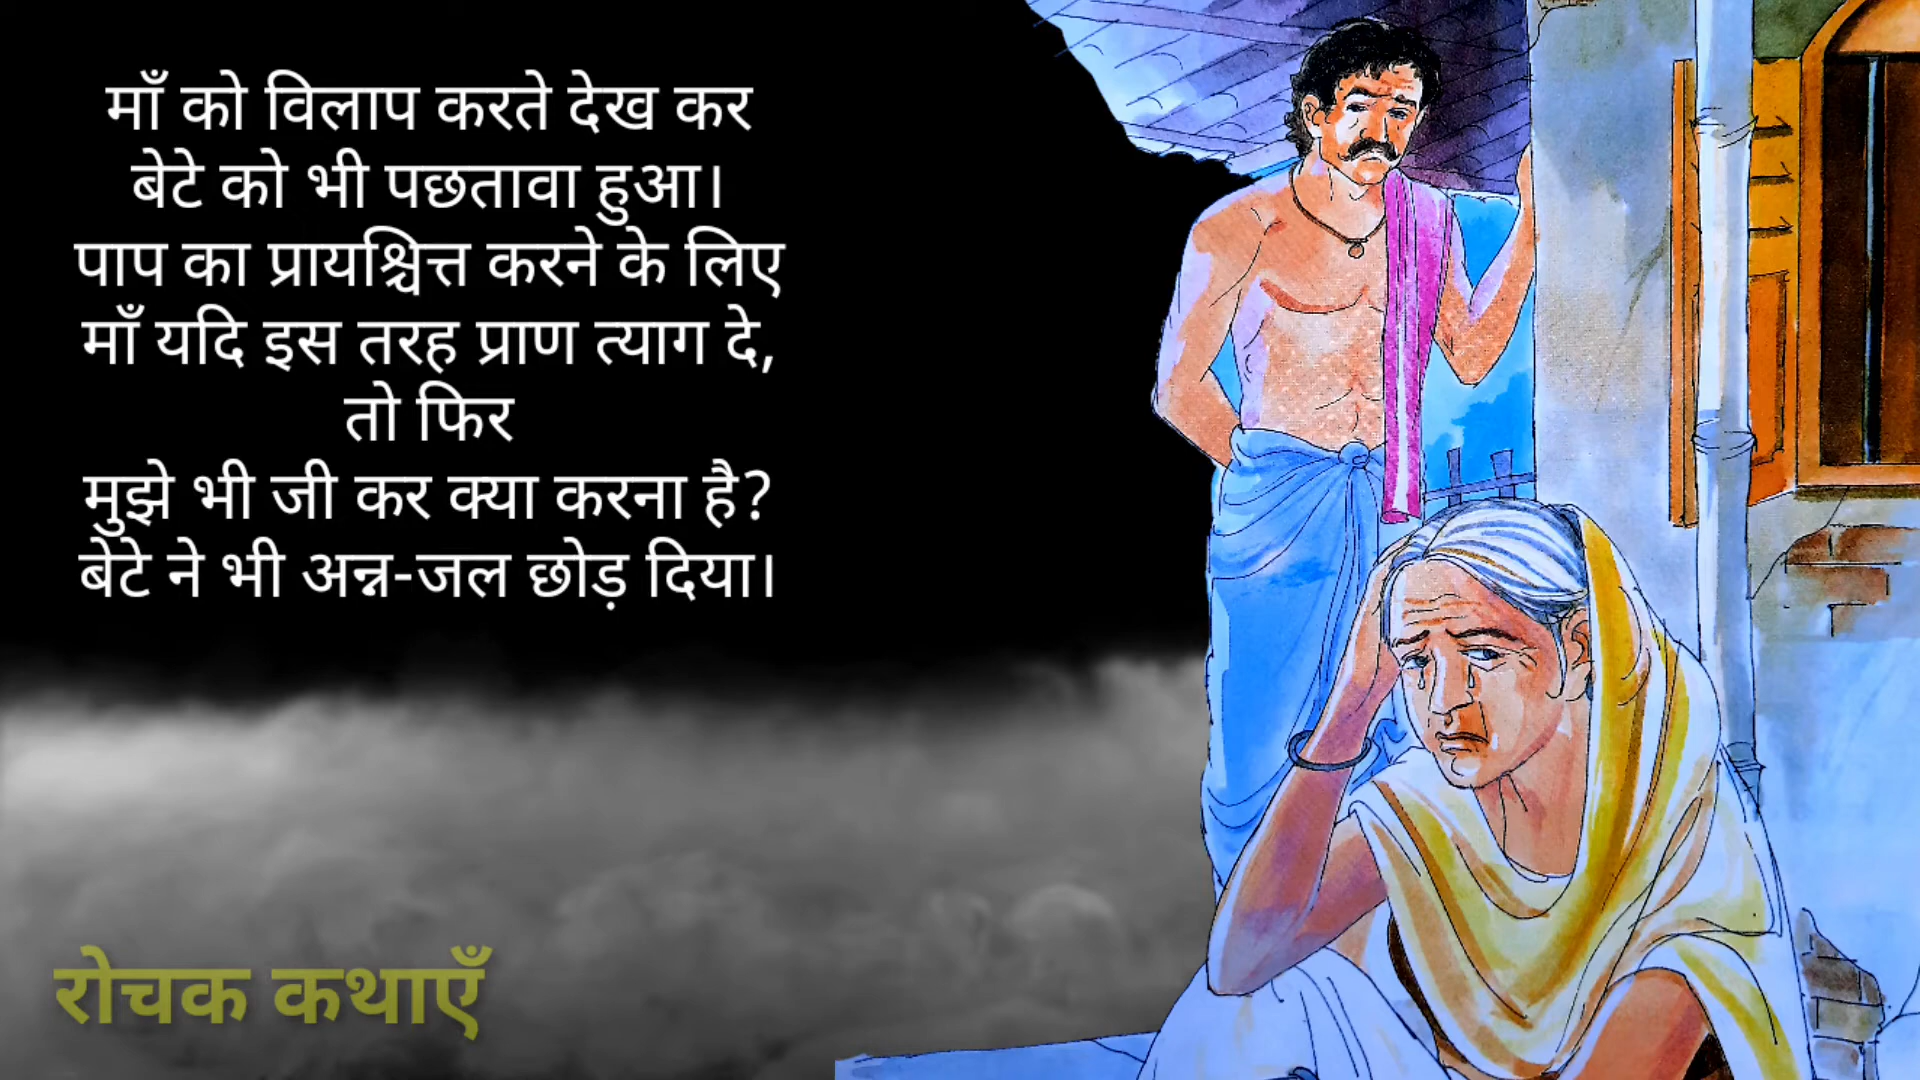 माँ को विलाप करते देख कर
बेटे को भी पछतावा हुआ।
पाप का प्रायश्चित्त करने के लिए
माँ यदि इस तरह प्राण त्याग दे,
तो फिर
मुझे भी जी कर क्या करना है?
बेटे ने भी अन्न-जल छोड़ दिया।
रोचक कथाएँ